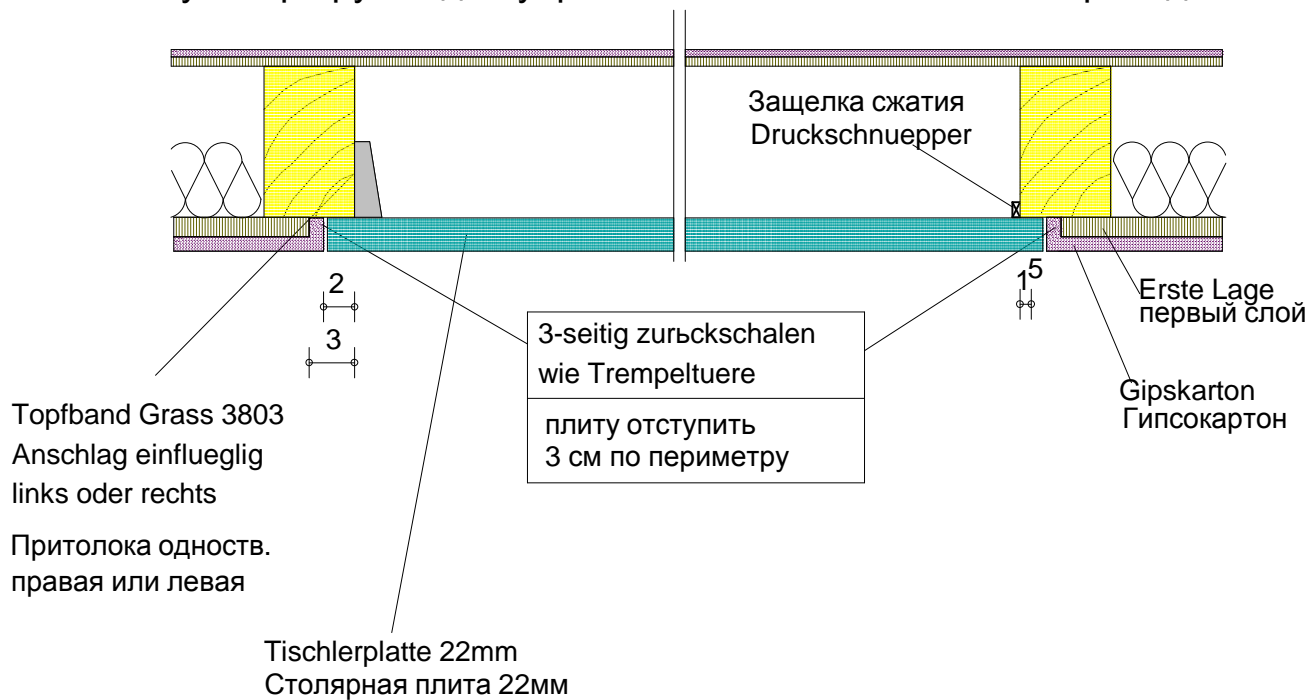 Защелка сжатия
Druckschnuepper
2
3
1
5
Erste Lage
первый слой
3-seitig zurьckschalen
wie Trempeltuere
плиту отступить
3 см по периметру
Gipskarton
Гипсокартон
Topfband Grass 3803
Anschlag einflueglig
links oder rechts
Притолока одноств.
правая или левая
Tischlerplatte 22mm
Столярная плита 22мм